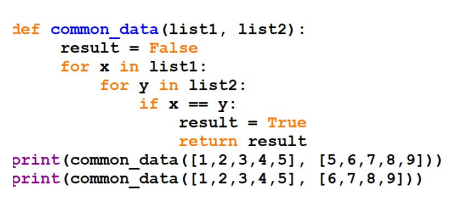 def common_data(list1, list2):
     result = False
     for x in list1:
         for y in list2:
             if x == y:
                 result = True
                 return result
print(common_data([1,2,3,4,5], [5,6,7,8,9]))
print(common_data([1,2,3,4,5], [6,7,8,9]))